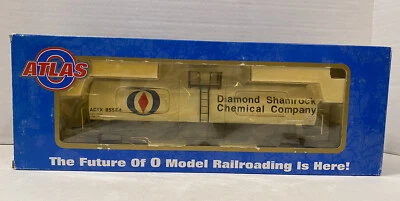 ATLAS
O
Diamond Shamrock
Chemical Company
The Future Of O Model Railroading Is Here!